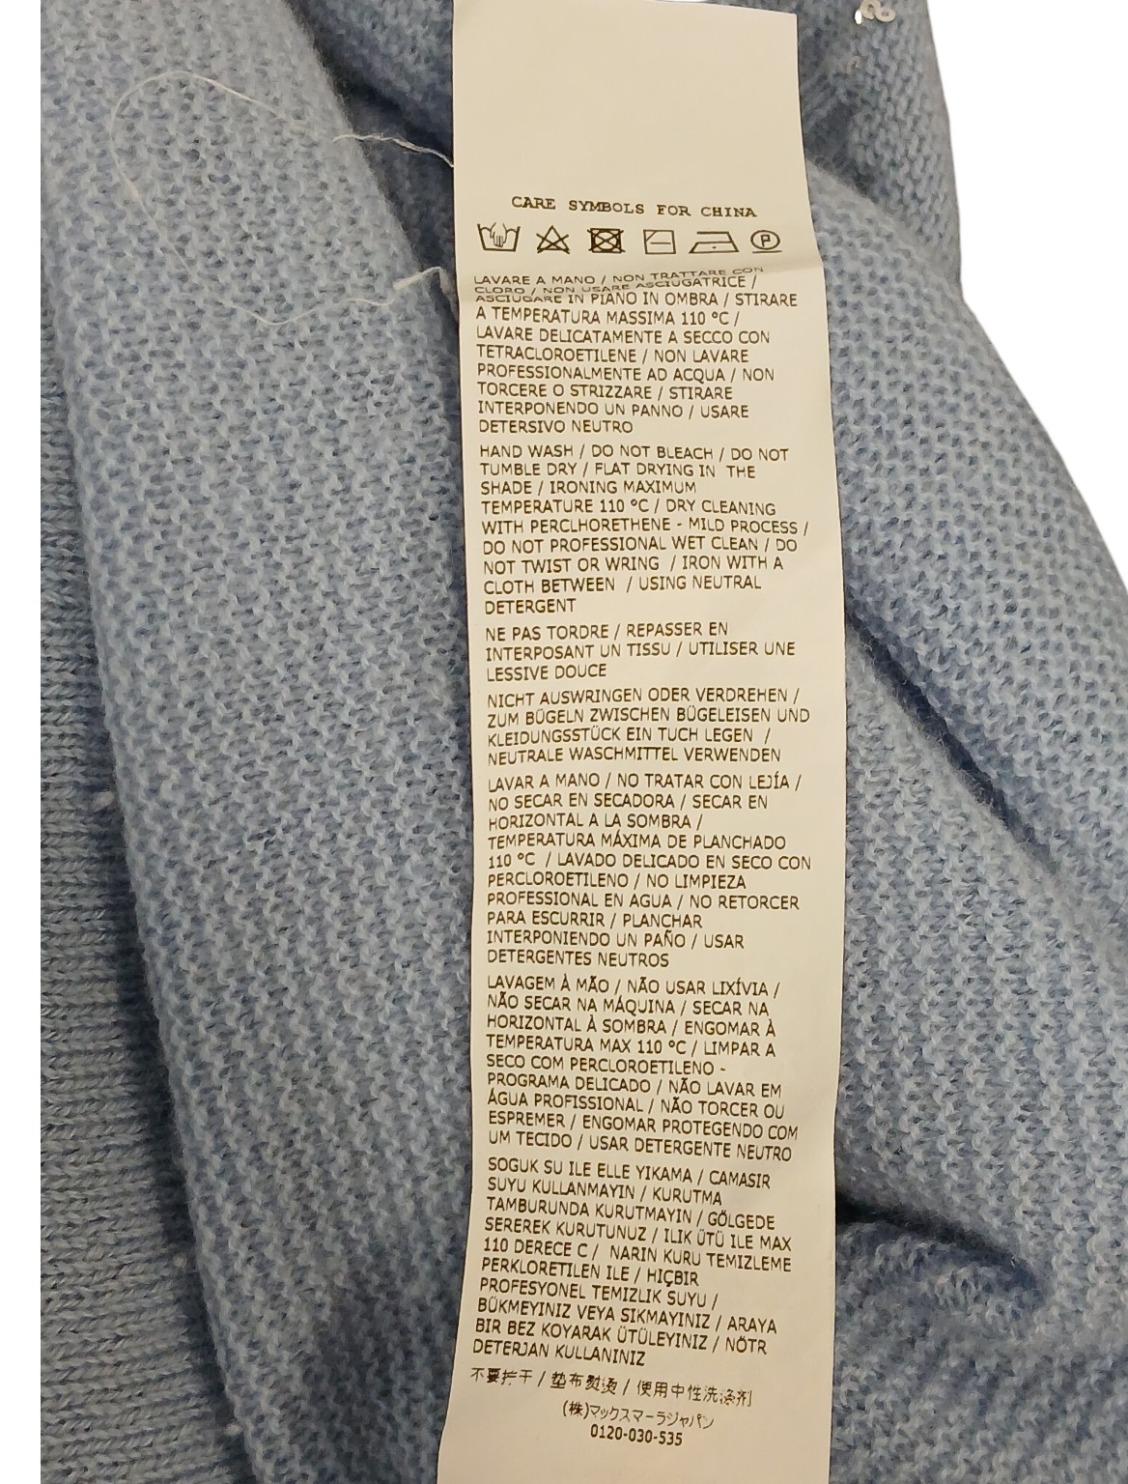 CARE SYMBOLS FOR CHINA
P
LAVARE A MANO / NON TRATTARE CON
CLORO / NON USARE ASCIUGATRICE /
ASCIUGARE IN PIANO IN OMBRA / STIRARE
A TEMPERATURA MASSIMA 110 °C /
LAVARE DELICATAMENTE A SECCO CON
TETRACLOROETILENE / NON LAVARE
PROFESSIONALMENTE AD ACQUA / NON
TORCERE O STRIZZARE / STIRARE
INTERPONENDO UN PANNO / USARE
DETERSIVO NEUTRO
HAND WASH / DO NOT BLEACH / DO NOT
TUMBLE DRY / FLAT DRYING IN THE
SHADE / IRONING MAXIMUM
TEMPERATURE 110 °C / DRY CLEANING
WITH PERCLHORETHENE - MILD PROCESS /
DO NOT PROFESSIONAL WET CLEAN / DO
NOT TWIST OR WRING / IRON WITH A
CLOTH BETWEEN / USING NEUTRAL
DETERGENT
NE PAS TORDRE / REPASSER EN
INTERPOSANT UN TISSU / UTILISER UNE
LESSIVE DOUCE
NICHT AUSWRINGEN ODER VERDREHEN /
ZUM BÜGELN ZWISCHEN BÜGELEISEN UND
KLEIDUNGSSTÜCK EIN TUCH LEGEN /
NEUTRALE WASCHMITTEL VERWENDEN
LAVAR A MANO / NO TRATAR CON LEJÍA /
NO SECAR EN SECADORA / SECAR EN
HORIZONTAL A LA SOMBRA /
TEMPERATURA MÁXIMA DE PLANCHADO
110 °C / LAVADO DELICADO EN SECO CON
PERCLOROETILENO / NO LIMPIEZA
PROFESSIONAL EN AGUA / NO RETORCER
PARA ESCURRIR / PLANCHAR
INTERPONIENDO UN PAÑO / USAR
DETERGENTES NEUTROS
LAVAGEM À MÃO / NÃO USAR LIXÍVIA /
NÃO SECAR NA MÁQUINA / SECAR NA
HORIZONTAL À SOMBRA / ENGOMAR À
TEMPERATURA MAX 110 °C / LIMPAR A
SECO COM PERCLOROETILENO -
PROGRAMA DELICADO / NÃO LAVAR EM
ÁGUA PROFISSIONAL / NÃO TORCER OU
ESPREMER / ENGOMAR PROTEGENDO COM
UM TECIDO / USAR DETERGENTE NEUTRO
SOGUK SU ILE ELLE YIKAMA / CAMASIR
SUYU KULLANMAYIN / KURUTMA
TAMBURUNDA KURUTMAYIN / GÖLGEDE
SEREREK KURUTUNUZ / ILIK ÜTÜ ILE MAX
110 DERECE C / NARIN KURU TEMIZLEME
PERKLORETILEN ILE / HIÇBIR
PROFESYONEL TEMIZLIK SUYU /
BÜKMEYINIZ VEYA SIKMAYINIZ / ARAYA
BIR BEZ KOYARAK ÜTÜLEYINIZ / NÖTR
DETERJAN KULLANINIZ
不要拧干 / 垫布熨烫 / 使用中性洗涤剂
(株)マックスマーラジャパン
0120-030-535